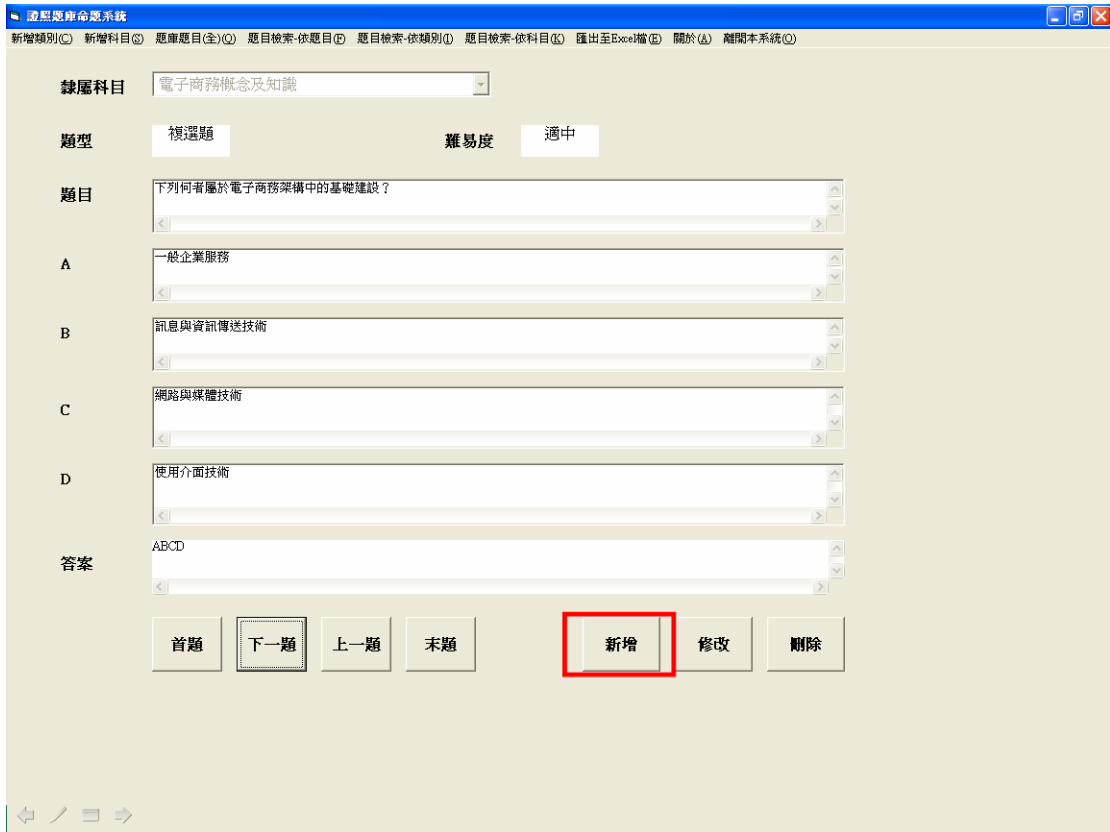 證照題庫命題系統
新增類別(C) 新增科目(S) 題庫題目(全)(Q) 題目檢索-依題目(F) 題目檢索-依類別(I) 題目檢索-依科目(K) 匯出至Excel檔(E) 關於(A) 離開本系統(O)
隸屬科目 電子商務概念及知識
題型 複選題 難易度 適中
題目 下列何者屬於電子商務架構中的基礎建設？
A 一般企業服務
B 訊息與資訊傳送技術
C 網路與媒體技術
D 使用介面技術
答案 ABCD
首題 下一題 上一題 末題 新增 修改 刪除